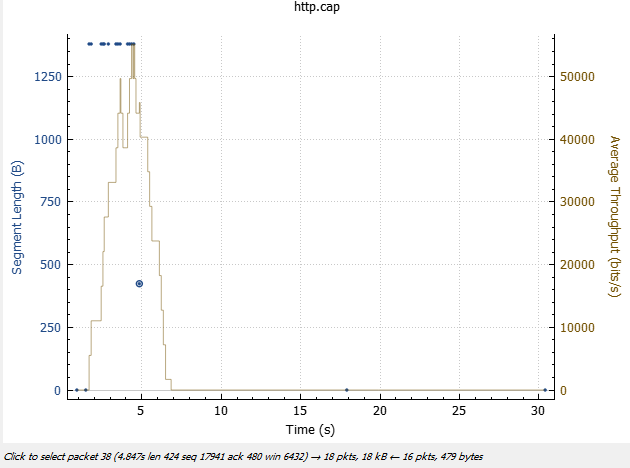 http.cap
1250
1000
750
500
250
0
Segment Length (B)
50000
40000
30000
20000
10000
0
Average Throughput (bits/s)
5 10 15 20 25 30
Time (s)
Click to select packet 38 (4.847s len 424 seq 17941 ack 480 win 6432) → 18 pkts, 18 kB ← 16 pkts, 479 bytes